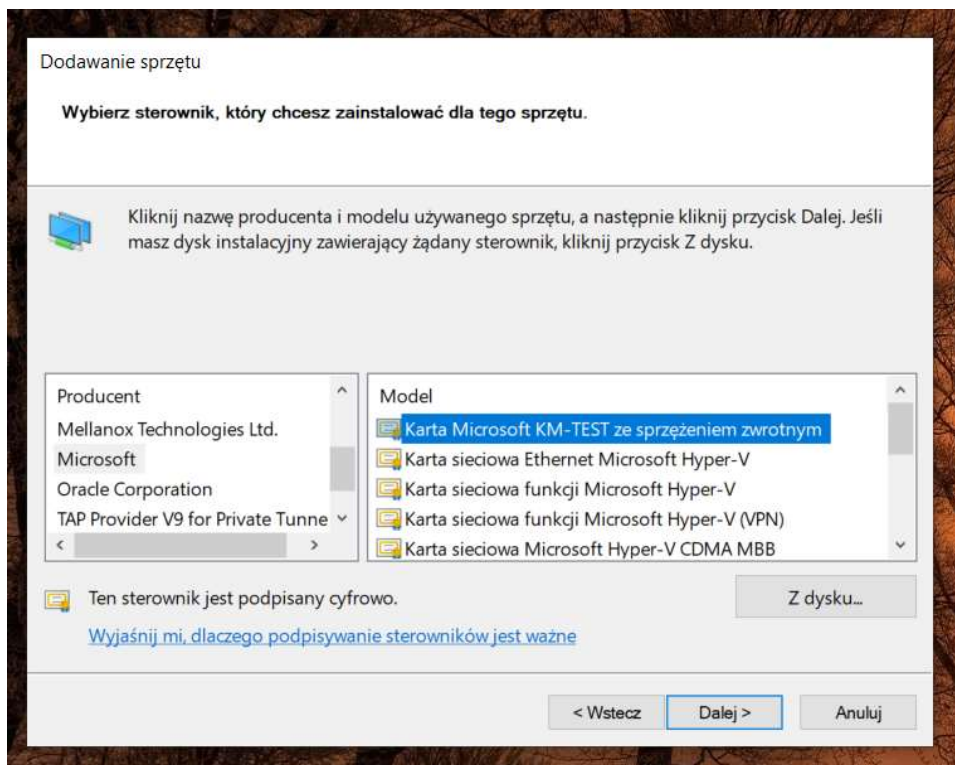 Dodawanie sprzętu
Wybierz sterownik, który chcesz zainstalować dla tego sprzętu.
Kliknij nazwę producenta i modelu używanego sprzętu, a następnie kliknij przycisk Dalej. Jeśli
masz dysk instalacyjny zawierający żądany sterownik, kliknij przycisk Z dysku.
Producent
Mellanox Technologies Ltd.
Microsoft
Oracle Corporation
TAP Provider V9 for Private Tunne
Model
Karta Microsoft KM-TEST ze sprzężeniem zwrotnym
Karta sieciowa Ethernet Microsoft Hyper-V
Karta sieciowa funkcji Microsoft Hyper-V
Karta sieciowa funkcji Microsoft Hyper-V (VPN)
Karta sieciowa Microsoft Hyper-V CDMA MBB
Ten sterownik jest podpisany cyfrowo.
Z dysku...
Wyjaśnij mi, dlaczego podpisywanie sterowników jest ważne
< Wstecz
Dalej >
Anuluj